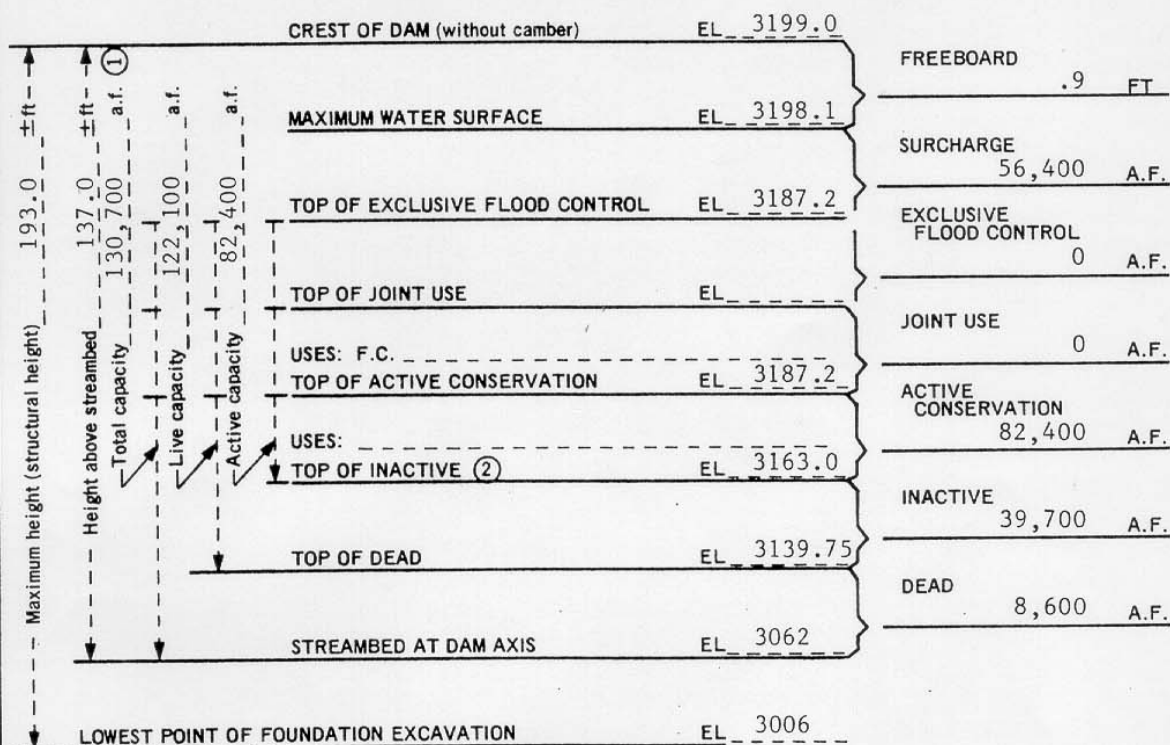 CREST OF DAM (without camber) EL 3199.0
FREEBOARD
.9 FT
MAXIMUM WATER SURFACE EL 3198.1
SURCHARGE
56,400 A.F.
TOP OF EXCLUSIVE FLOOD CONTROL EL 3187.2
EXCLUSIVE
FLOOD CONTROL
0 A.F.
TOP OF JOINT USE EL
JOINT USE
0 A.F.
USES: F.C.
TOP OF ACTIVE CONSERVATION EL 3187.2
ACTIVE
CONSERVATION
82,400 A.F.
USES:
TOP OF INACTIVE ② EL 3163.0
INACTIVE
39,700 A.F.
TOP OF DEAD EL 3139.75
DEAD
8,600 A.F.
STREAMBED AT DAM AXIS EL 3062
LOWEST POINT OF FOUNDATION EXCAVATION EL 3006
Maximum height (structural height) 193.0 ±ft
Height above streambed 137.0 ±ft
Total capacity 130,700 a.f. ①
Live capacity 122,100 a.f.
Active capacity 82,400 a.f.